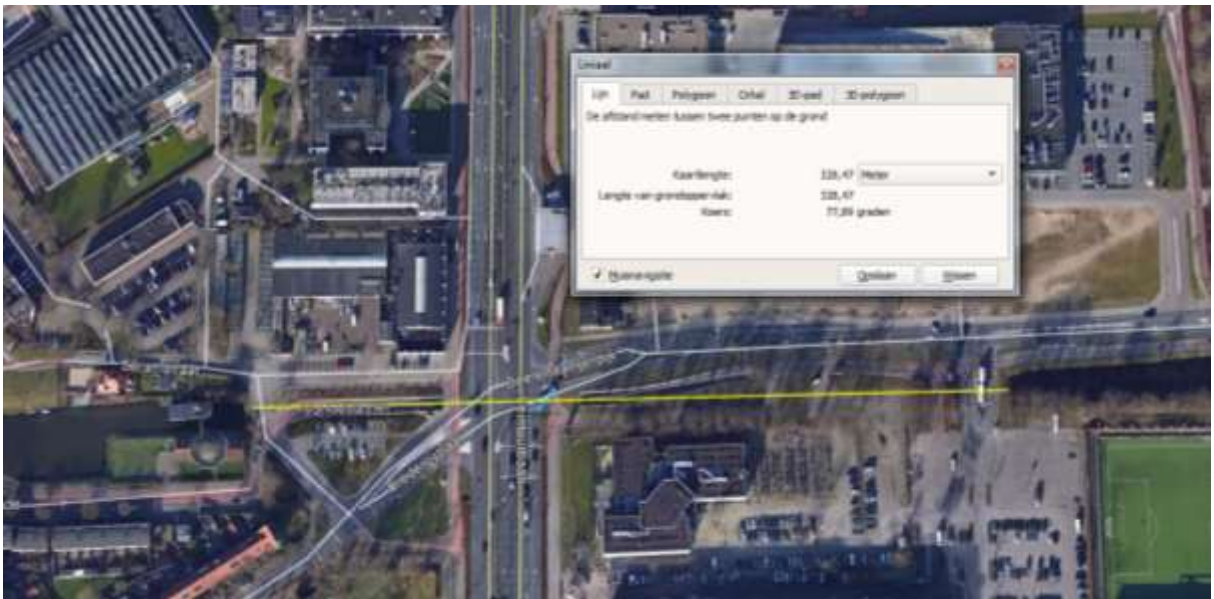 Liniaal
Lijn Pad Polygoon Cirkel 3D-pad 3D-polygoon
De afstand meten tussen twee punten op de grond
Kaartlengte: 328,47 Meter
Lengte van grondoppervlak: 328,47
Koers: 77,89 graden
Muisnavigatie Opslaan Wissen